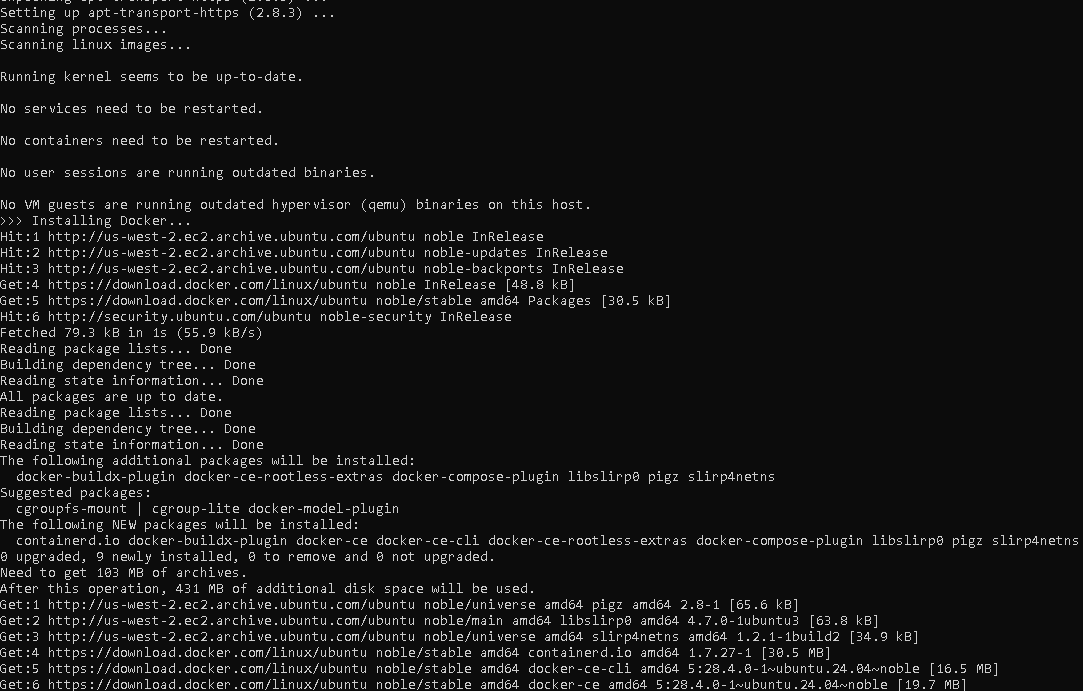 Setting up apt-transport-https (2.8.3) ...
Scanning processes...
Scanning linux images...
Running kernel seems to be up-to-date.
No services need to be restarted.
No containers need to be restarted.
No user sessions are running outdated binaries.
No VM guests are running outdated hypervisor (qemu) binaries on this host.
>>> Installing Docker...
Hit:1 http://us-west-2.ec2.archive.ubuntu.com/ubuntu noble InRelease
Hit:2 http://us-west-2.ec2.archive.ubuntu.com/ubuntu noble-updates InRelease
Hit:3 http://us-west-2.ec2.archive.ubuntu.com/ubuntu noble-backports InRelease
Get:4 https://download.docker.com/linux/ubuntu noble InRelease [48.8 kB]
Get:5 https://download.docker.com/linux/ubuntu noble/stable amd64 Packages [30.5 kB]
Hit:6 http://security.ubuntu.com/ubuntu noble-security InRelease
Fetched 79.3 kB in 1s (55.9 kB/s)
Reading package lists... Done
Building dependency tree... Done
Reading state information... Done
All packages are up to date.
Reading package lists... Done
Building dependency tree... Done
Reading state information... Done
The following additional packages will be installed:
  docker-buildx-plugin docker-ce-rootless-extras docker-compose-plugin libslirp0 pigz slirp4netns
Suggested packages:
  cgroupfs-mount | cgroup-lite docker-model-plugin
The following NEW packages will be installed:
  containerd.io docker-buildx-plugin docker-ce docker-ce-cli docker-ce-rootless-extras docker-compose-plugin libslirp0 pigz slirp4netns
0 upgraded, 9 newly installed, 0 to remove and 0 not upgraded.
Need to get 103 MB of archives.
After this operation, 431 MB of additional disk space will be used.
Get:1 http://us-west-2.ec2.archive.ubuntu.com/ubuntu noble/universe amd64 pigz amd64 2.8-1 [65.6 kB]
Get:2 http://us-west-2.ec2.archive.ubuntu.com/ubuntu noble/main amd64 libslirp0 amd64 4.7.0-1ubuntu3 [63.8 kB]
Get:3 http://us-west-2.ec2.archive.ubuntu.com/ubuntu noble/universe amd64 slirp4netns amd64 1.2.1-1build2 [34.9 kB]
Get:4 https://download.docker.com/linux/ubuntu noble/stable amd64 containerd.io amd64 1.7.27-1 [30.5 MB]
Get:5 https://download.docker.com/linux/ubuntu noble/stable amd64 docker-ce-cli amd64 5:28.4.0-1~ubuntu.24.04~noble [16.5 MB]
Get:6 https://download.docker.com/linux/ubuntu noble/stable amd64 docker-ce amd64 5:28.4.0-1~ubuntu.24.04~noble [19.7 MB]